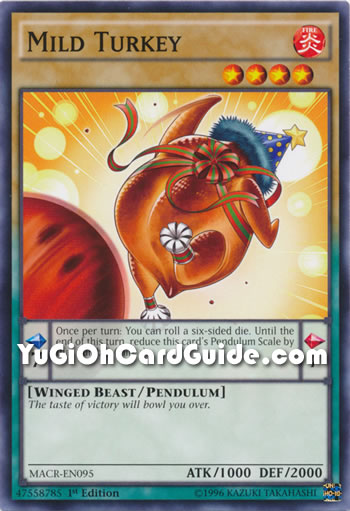 MILD TURKEY
FIRE
炎
Once per turn: You can roll a six-sided die. Until the
end of this turn, reduce this card's Pendulum Scale by
YuGiOhCardGuide.com
[WINGED BEAST/PENDULUM]
The taste of victory will bowl you over.
MACR-EN095
ATK/1000 DEF/2000
47558785 1st Edition
©1996 KAZUKI TAKAHASHI